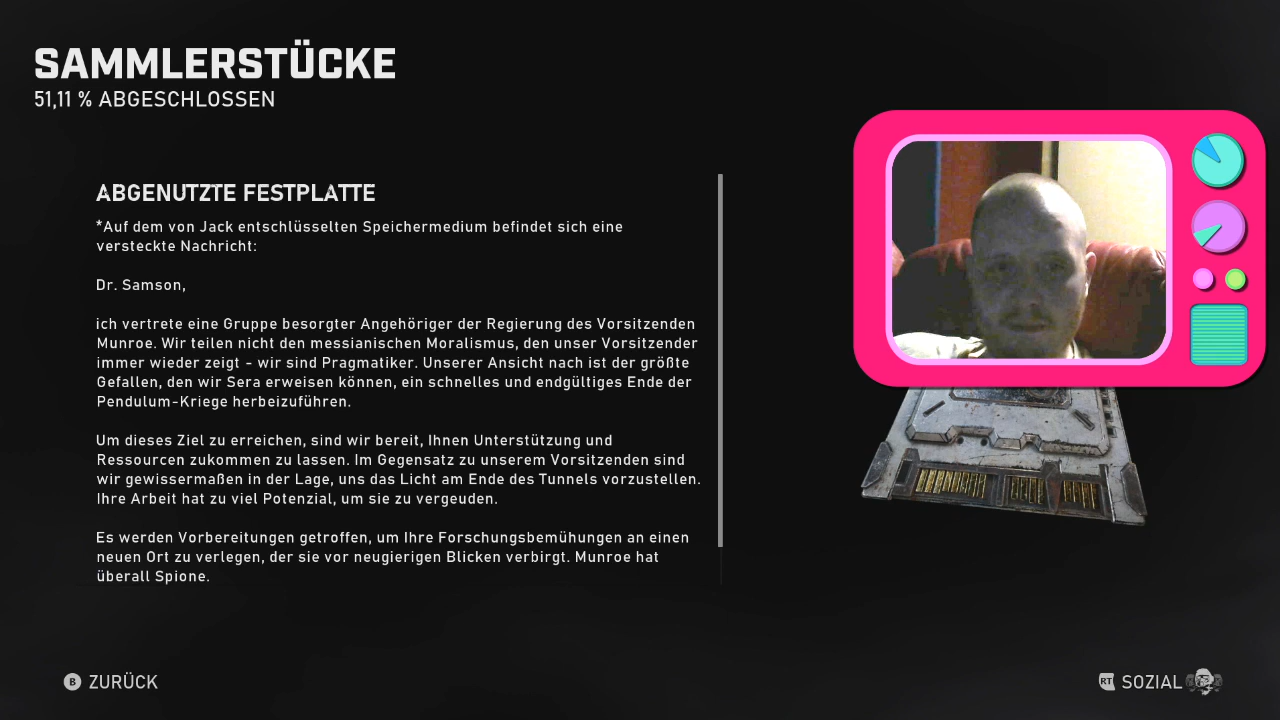 SAMMLERSTÜCKE
51,11 % ABGESCHLOSSEN
ABGENUTZTE FESTPLATTE
*Auf dem von Jack entschlüsselten Speichermedium befindet sich eine
versteckte Nachricht:
Dr. Samson,
ich vertrete eine Gruppe besorgter Angehöriger der Regierung des Vorsitzenden
Munroe. Wir teilen nicht den messianischen Moralismus, den unser Vorsitzender
immer wieder zeigt - wir sind Pragmatiker. Unserer Ansicht nach ist der größte
Gefallen, den wir Sera erweisen können, ein schnelles und endgültiges Ende der
Pendulum-Kriege herbeizuführen.
Um dieses Ziel zu erreichen, sind wir bereit, Ihnen Unterstützung und
Ressourcen zukommen zu lassen. Im Gegensatz zu unserem Vorsitzenden sind
wir gewissermaßen in der Lage, uns das Licht am Ende des Tunnels vorzustellen.
Ihre Arbeit hat zu viel Potenzial, um sie zu vergeuden.
Es werden Vorbereitungen getroffen, um Ihre Forschungsbemühungen an einen
neuen Ort zu verlegen, der sie vor neugierigen Blicken verbirgt. Munroe hat
überall Spione.
B ZURÜCK
RT SOZIAL